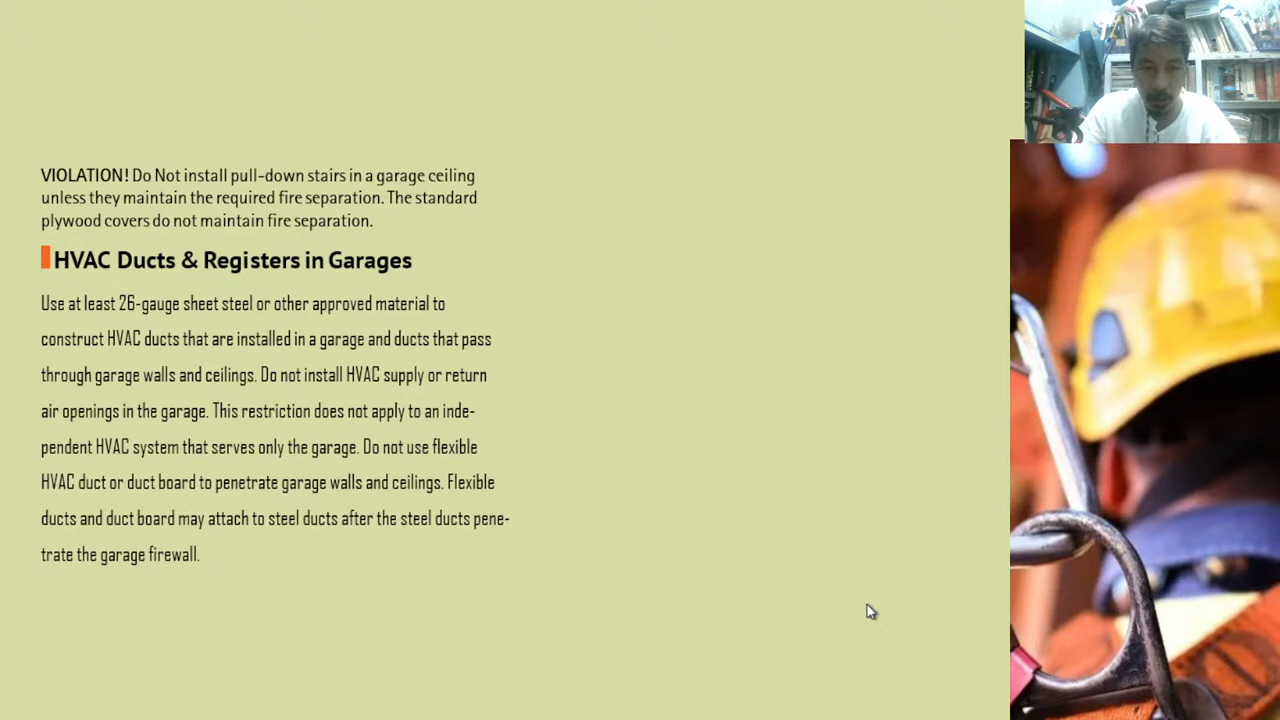 VIOLATION! Do Not install pull-down stairs in a garage ceiling
unless they maintain the required fire separation. The standard
plywood covers do not maintain fire separation.
HVAC Ducts & Registers in Garages
Use at least 26-gauge sheet steel or other approved material to
construct HVAC ducts that are installed in a garage and ducts that pass
through garage walls and ceilings. Do not install HVAC supply or return
air openings in the garage. This restriction does not apply to an inde-
pendent HVAC system that serves only the garage. Do not use flexible
HVAC duct or duct board to penetrate garage walls and ceilings. Flexible
ducts and duct board may attach to steel ducts after the steel ducts pene-
trate the garage firewall.